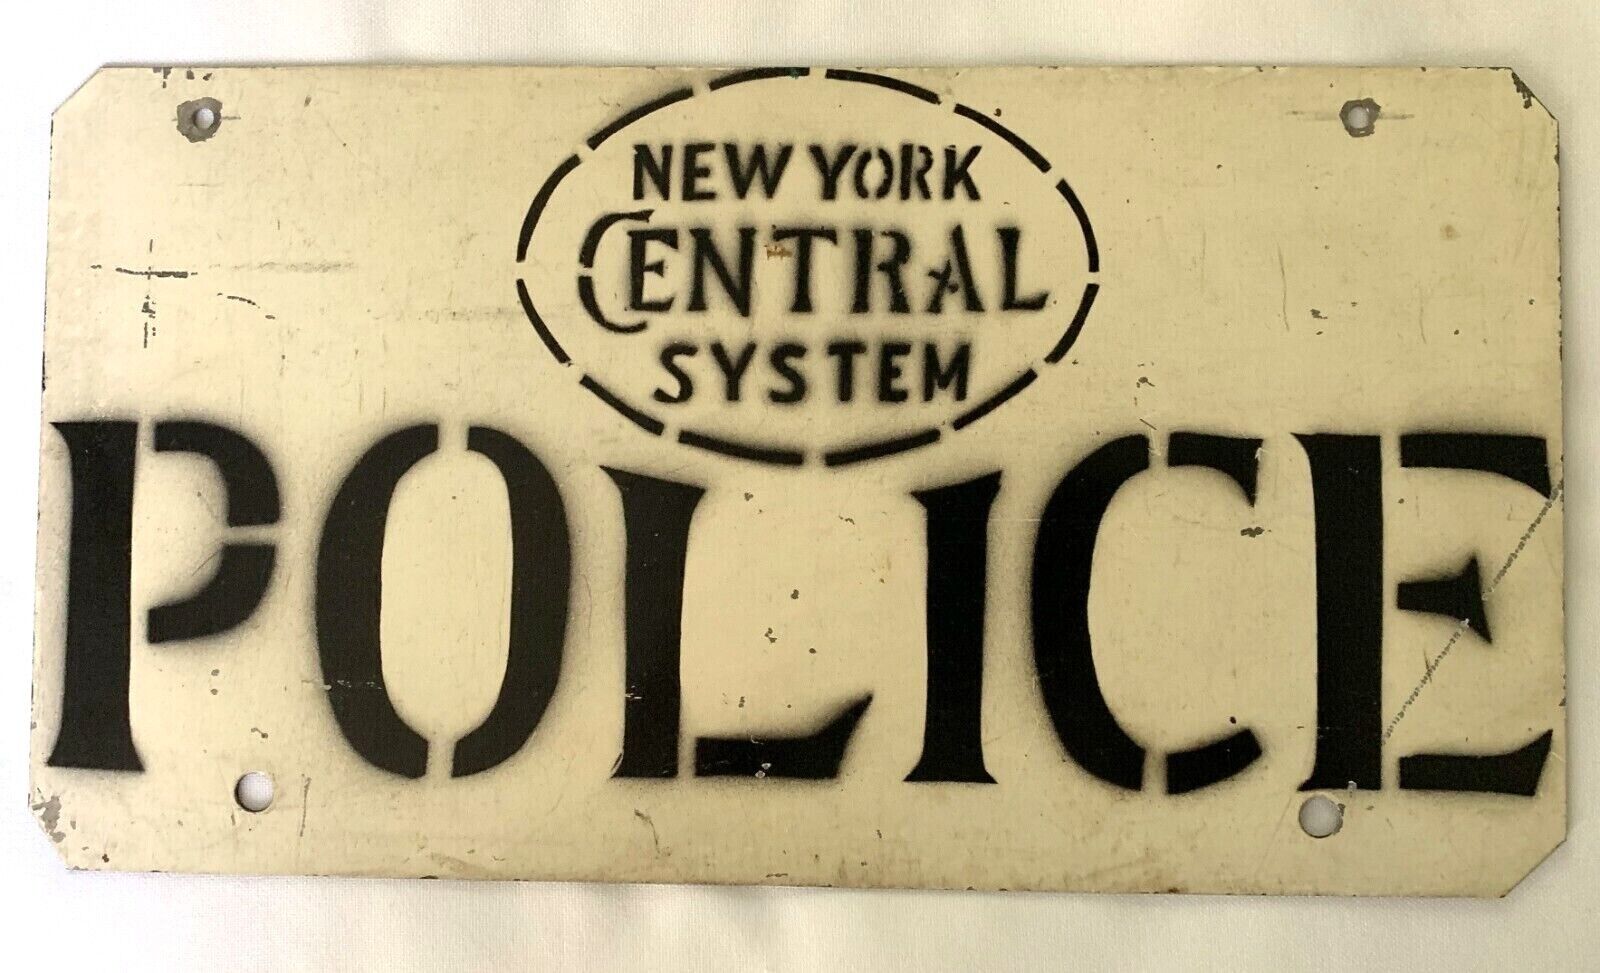 NEW YORK
CENTRAL
SYSTEM
POLICE